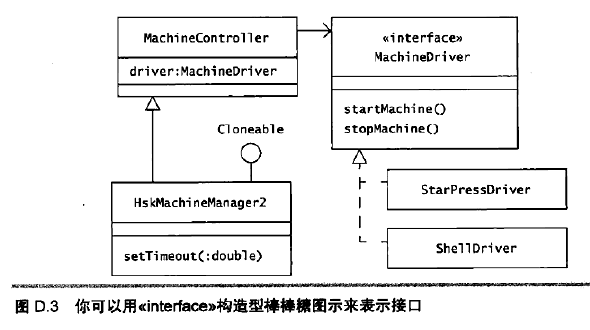 MachineController
driver:MachineDriver
«interface»
MachineDriver
startMachine()
stopMachine()
Cloneable
HskMachineManager2
setTimeout(:double)
StarPressDriver
ShellDriver
图 D.3 你可以用«interface»构造型棒棒糖图示来表示接口